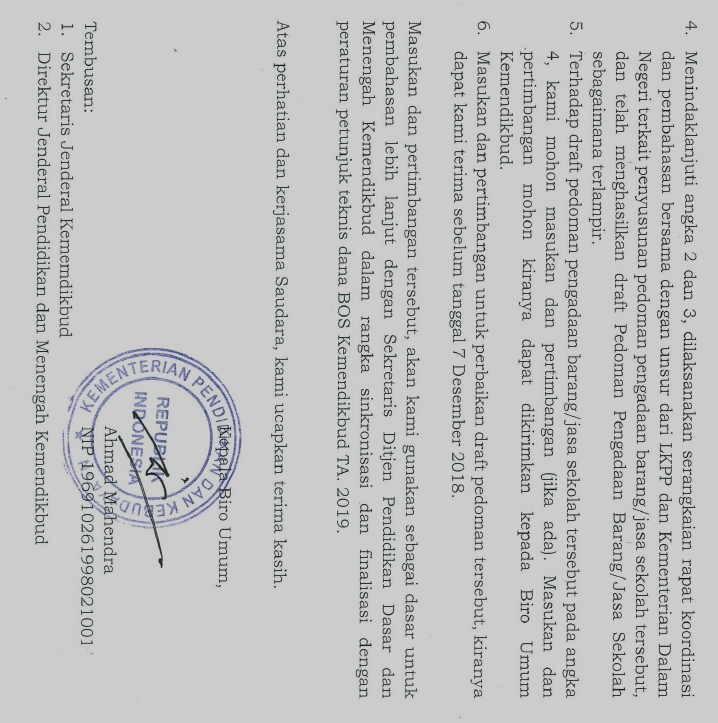 4. Menindaklanjuti angka 2 dan 3, dilaksanakan serangkaian rapat koordinasi
dan pembahasan bersama dengan unsur dari LKPP dan Kementerian Dalam
Negeri terkait penyusunan pedoman pengadaan barang/jasa sekolah tersebut,
dan telah menghasilkan draft Pedoman Pengadaan Barang/Jasa Sekolah
sebagaimana terlampir.
5. Terhadap draft pedoman pengadaan barang/jasa sekolah tersebut pada angka
4, kami mohon masukan dan pertimbangan (jika ada). Masukan dan
pertimbangan mohon kiranya dapat dikirimkan kepada Biro Umum
Kemendikbud.
6. Masukan dan pertimbangan untuk perbaikan draft pedoman tersebut, kiranya
dapat kami terima sebelum tanggal 7 Desember 2018.
Masukan dan pertimbangan tersebut, akan kami gunakan sebagai dasar untuk
pembahasan lebih lanjut dengan Sekretaris Ditjen Pendidikan Dasar dan
Menengah Kemendikbud dalam rangka sinkronisasi dan finalisasi dengan
peraturan petunjuk teknis dana BOS Kemendikbud TA. 2019.
Atas perhatian dan kerjasama Saudara, kami ucapkan terima kasih.
Kepala Biro Umum,
KEMENTERIAN PENDIDIKAN DAN KEBUDAYAAN
REPUBLIK
INDONESIA
Ahmad Mahendra
NIP 196910261998021001
Tembusan:
1. Sekretaris Jenderal Kememdikbud
2. Direktur Jenderal Pendidikan dan Menengah Kemendikbud